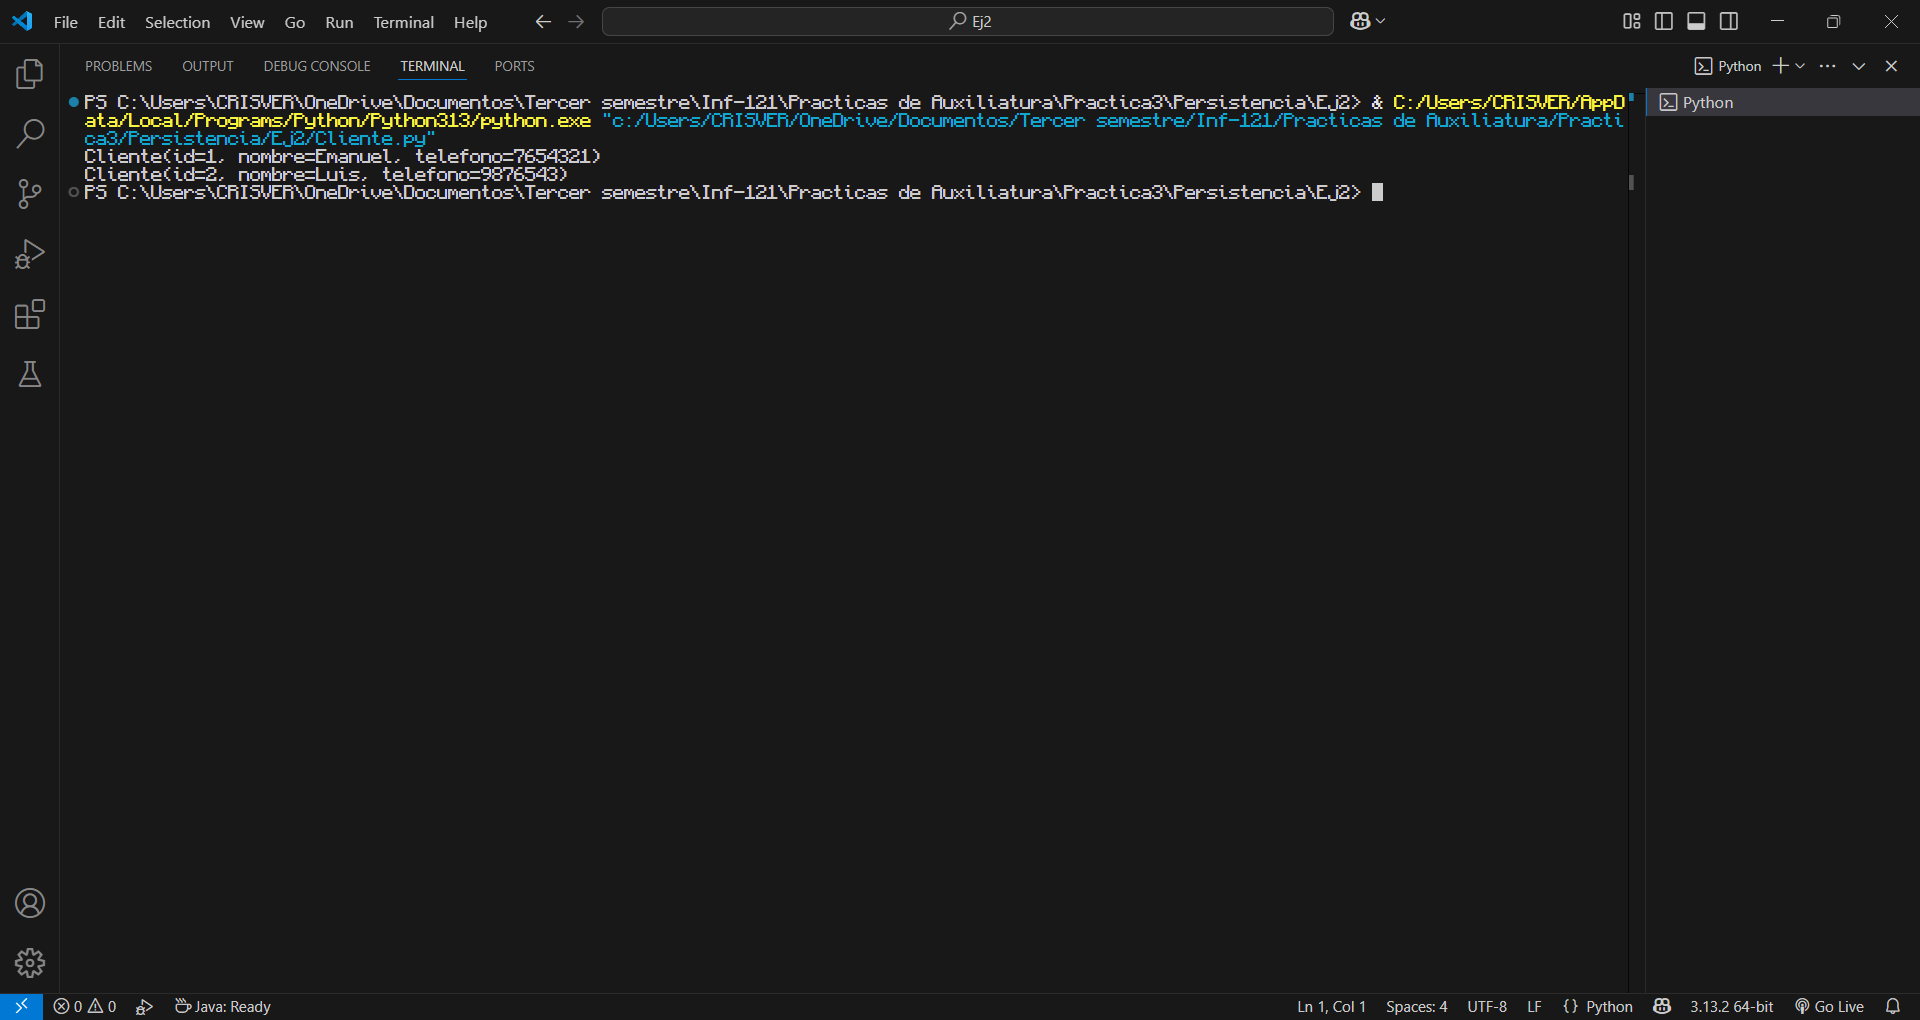 File Edit Selection View Go Run Terminal Help Ej2
PROBLEMS OUTPUT DEBUG CONSOLE TERMINAL PORTS Python
PS C:\Users\CRISVER\OneDrive\Documentos\Tercer semestre\Inf-121\Practicas de Auxiliatura\Practica3\Persistencia\Ej2> & C:/Users/CRISVER/AppD
ata/Local/Programs/Python/Python313/python.exe "c:/Users/CRISVER/OneDrive/Documentos/Tercer semestre/Inf-121/Practicas de Auxiliatura/Practi
ca3/Persistencia/Ej2/Cliente.py"
Cliente(id=1, nombre=Emanuel, telefono=7654321)
Cliente(id=2, nombre=Luis, telefono=9876543)
PS C:\Users\CRISVER\OneDrive\Documentos\Tercer semestre\Inf-121\Practicas de Auxiliatura\Practica3\Persistencia\Ej2>
Python
0 0 Java: Ready Ln 1, Col 1 Spaces: 4 UTF-8 LF {} Python 3.13.2 64-bit Go Live